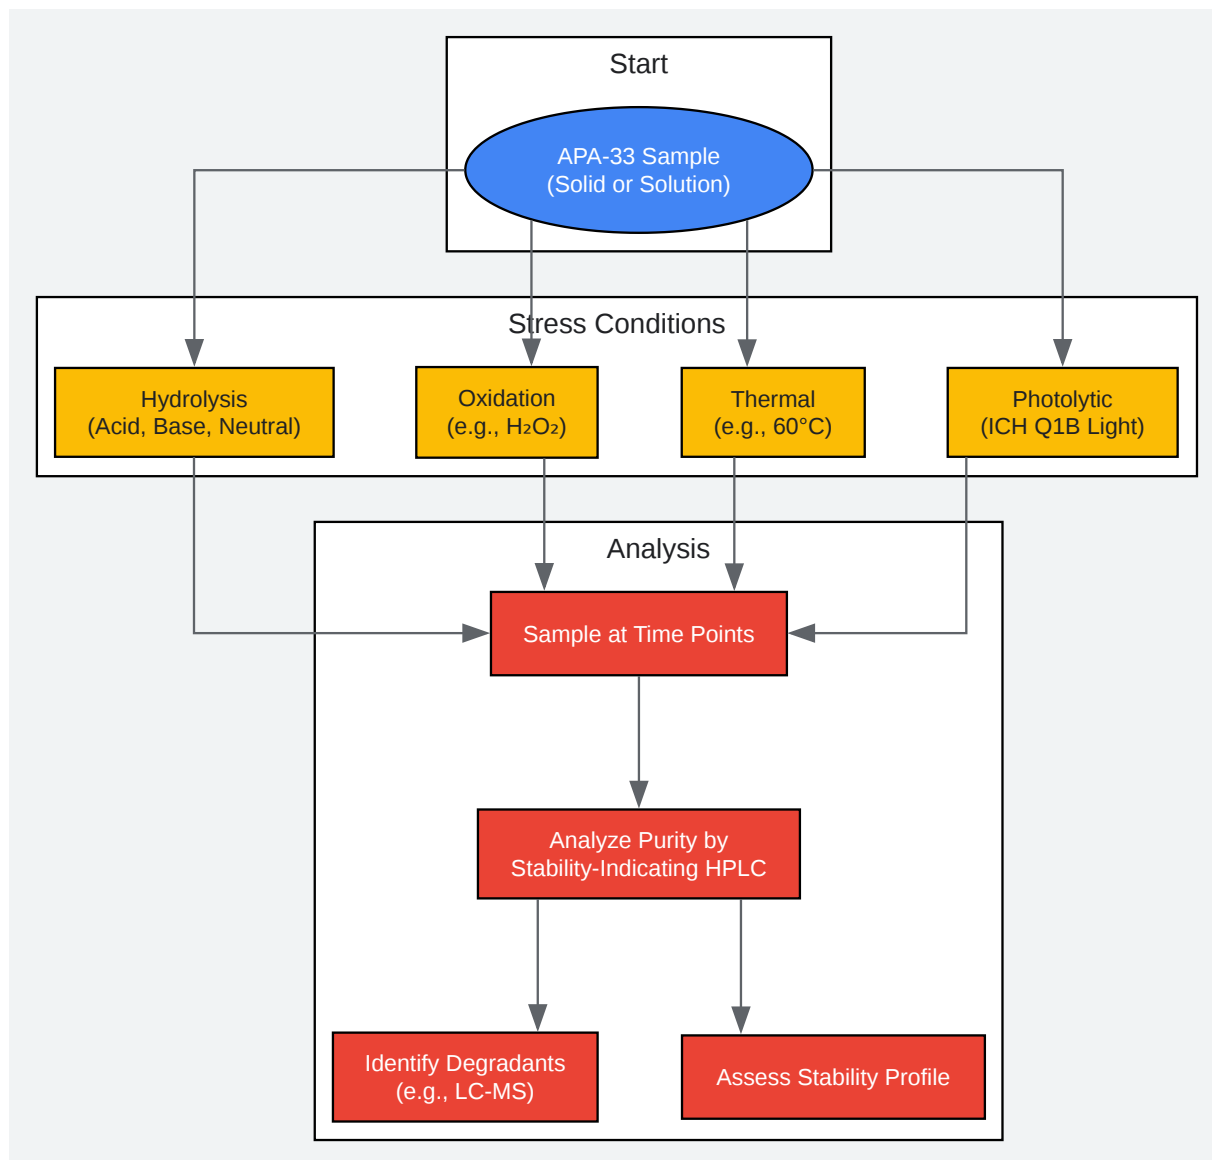 Start
APA-33 Sample
(Solid or Solution)
Stress Conditions
Hydrolysis
(Acid, Base, Neutral)
Oxidation
(e.g., H₂O₂)
Thermal
(e.g., 60°C)
Photolytic
(ICH Q1B Light)
Analysis
Sample at Time Points
Analyze Purity by
Stability-Indicating HPLC
Identify Degradants
(e.g., LC-MS)
Assess Stability Profile